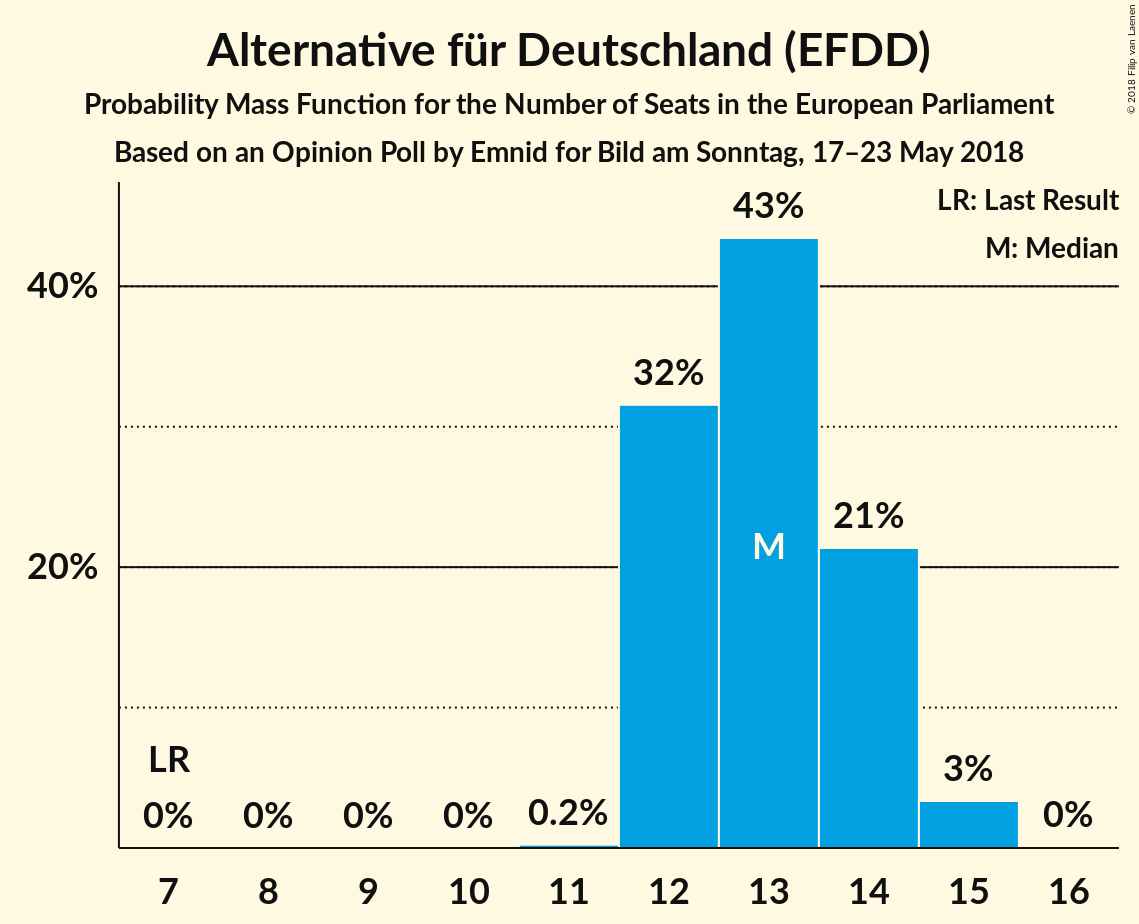 Alternative für Deutschland (EFDD)
Probability Mass Function for the Number of Seats in the European Parliament
Based on an Opinion Poll by Emnid for Bild am Sonntag, 17–23 May 2018
© 2018 Filip van Laenen
LR: Last Result
M: Median
43%
40%
32%
21%
M
20%
LR
3%
0% 0% 0% 0% 0.2% 0%
7 8 9 10 11 12 13 14 15 16